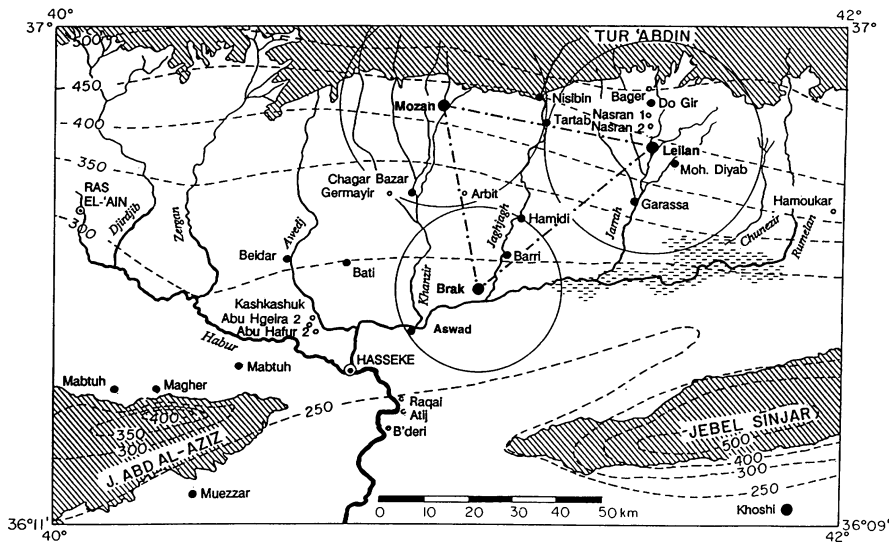 40° 42°
37° 37°
TUR 'ABDIN
500
450
400
350
300
Mozan
Nisibin
Tartab
Bager
Do Gir
Nasran 1
Nasran 2
Leilan
Moh. Diyab
Chagar Bazar
Germayir
Arbit
RAS
EL-'AIN
Djirdjib
Zergan
Awedj
Khanzir
Jaghjagh
Hamidi
Jarrah
Garassa
Hamoukar
Chunezir
Rumelan
Beidar
Bati
Barri
Brak
Kashkashuk
Abu Hgeira 2
Abu Hafur 2
Aswad
Habur
HASSEKE
Mabtuh
Mabtuh
Magher
250
Raqai
Atij
B'deri
400
350
300
J. ABD AL-AZIZ
JEBEL SINJAR
500
400
300
250
Muezzar
0 10 20 30 40 50 km
Khoshi
36°11' 36°09'
40° 42°